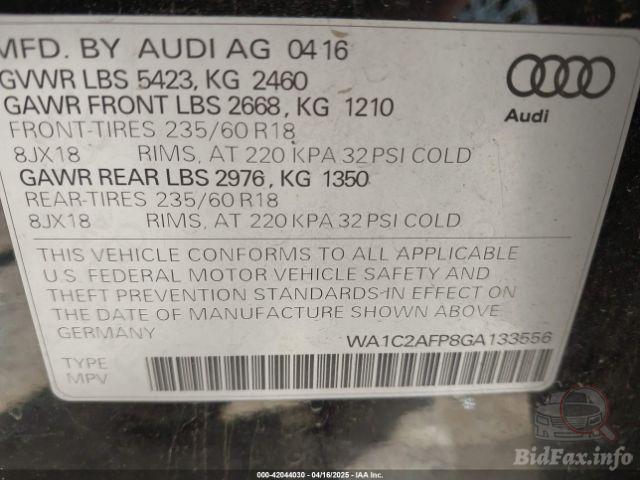 MFD. BY AUDI AG 04 16
GVWR LBS 5423, KG 2460
GAWR FRONT LBS 2668, KG 1210
FRONT-TIRES 235/60 R18
8JX18 RIMS, AT 220 KPA 32 PSI COLD
GAWR REAR LBS 2976, KG 1350
REAR-TIRES 235/60 R18
8JX18 RIMS, AT 220 KPA 32 PSI COLD
Audi
THIS VEHICLE CONFORMS TO ALL APPLICABLE
U.S. FEDERAL MOTOR VEHICLE SAFETY AND
THEFT PREVENTION STANDARDS IN EFFECT ON
THE DATE OF MANUFACTURE SHOWN ABOVE
GERMANY WA1C2AFP8GA133556
TYPE
MPV
BidFax.info
000-42044030 - 04/16/2025 - IAA Inc.